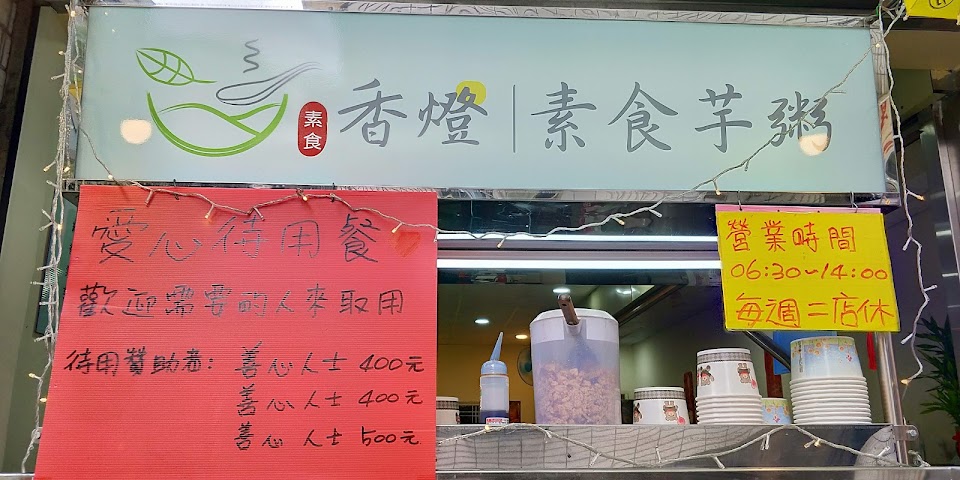 素食
香燈｜素食芋粥
愛心待用餐
歡迎需要的人來取用
待用贊助者：善心人士 400元
善心人士 400元
善心人士 500元
營業時間
06:30~14:00
每週二店休